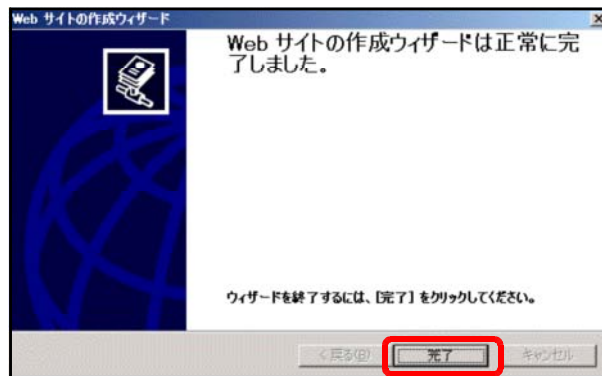 Web サイトの作成ウィザード
Web サイトの作成ウィザードは正常に完
了しました。
ウィザードを終了するには、[完了] をクリックしてください。
< 戻る(B)
完了
キャンセル